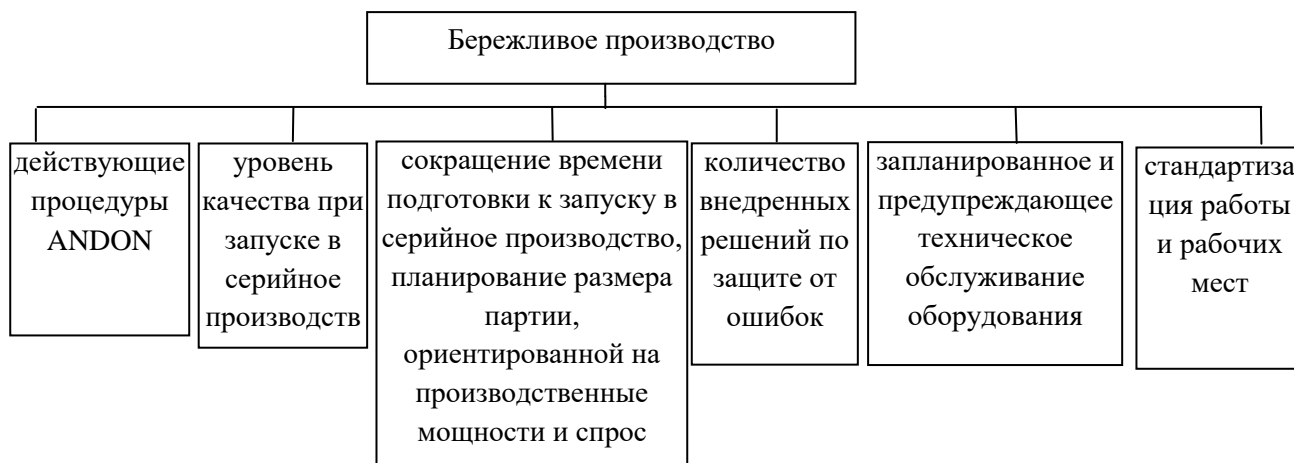 Бережливое производство
действующие
процедуры
ANDON
уровень
качества при
запуске в
серийное
производств
сокращение времени
подготовки к запуску в
серийное производство,
планирование размера
партии,
ориентированной на
производственные
мощности и спрос
количество
внедренных
решений по
защите от
ошибок
запланированное и
предупреждающее
техническое
обслуживание
оборудования
стандартиза
ция работы
и рабочих
мест